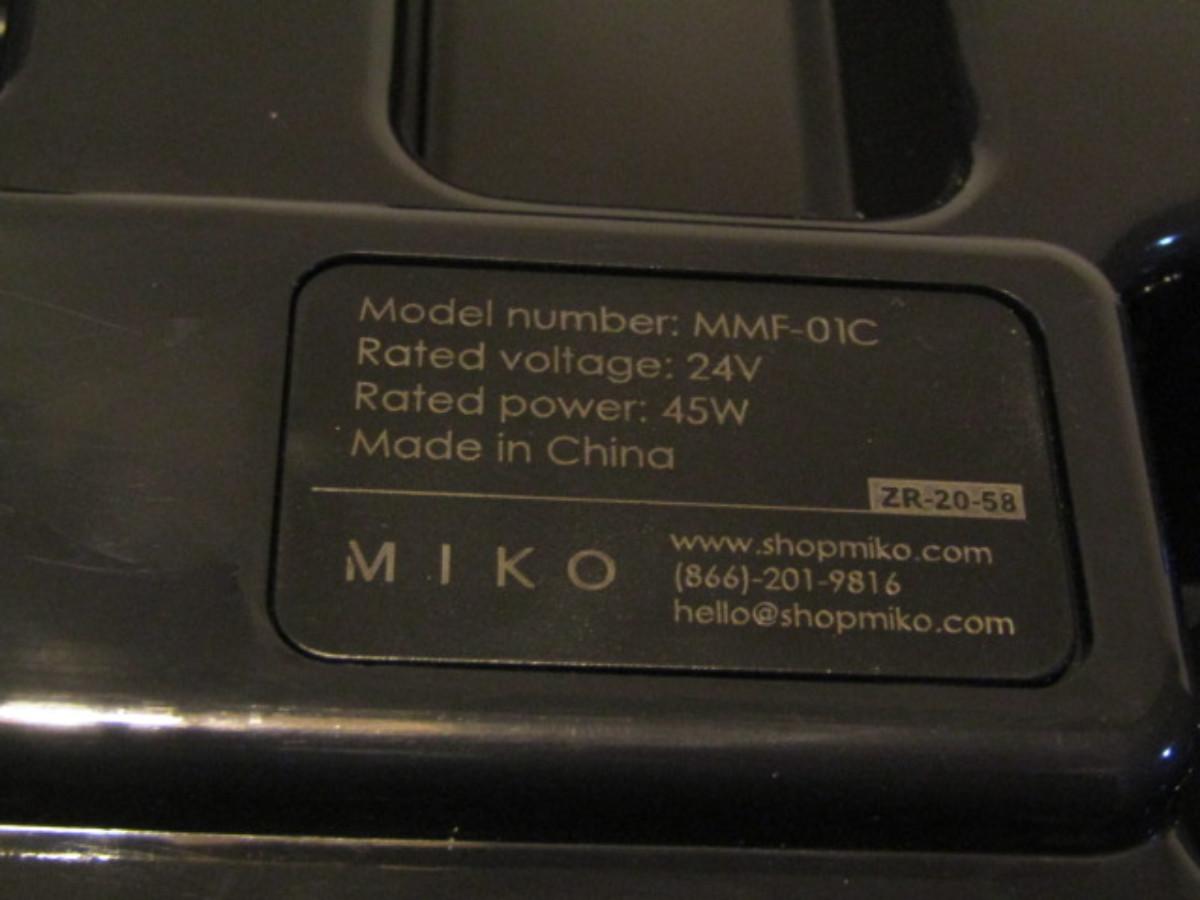 Model number: MMF-01C
Rated voltage: 24V
Rated power: 45W
Made in China
ZR-20-58
MIKO
www.shopmiko.com
(866)-201-9816
hello@shopmiko.com